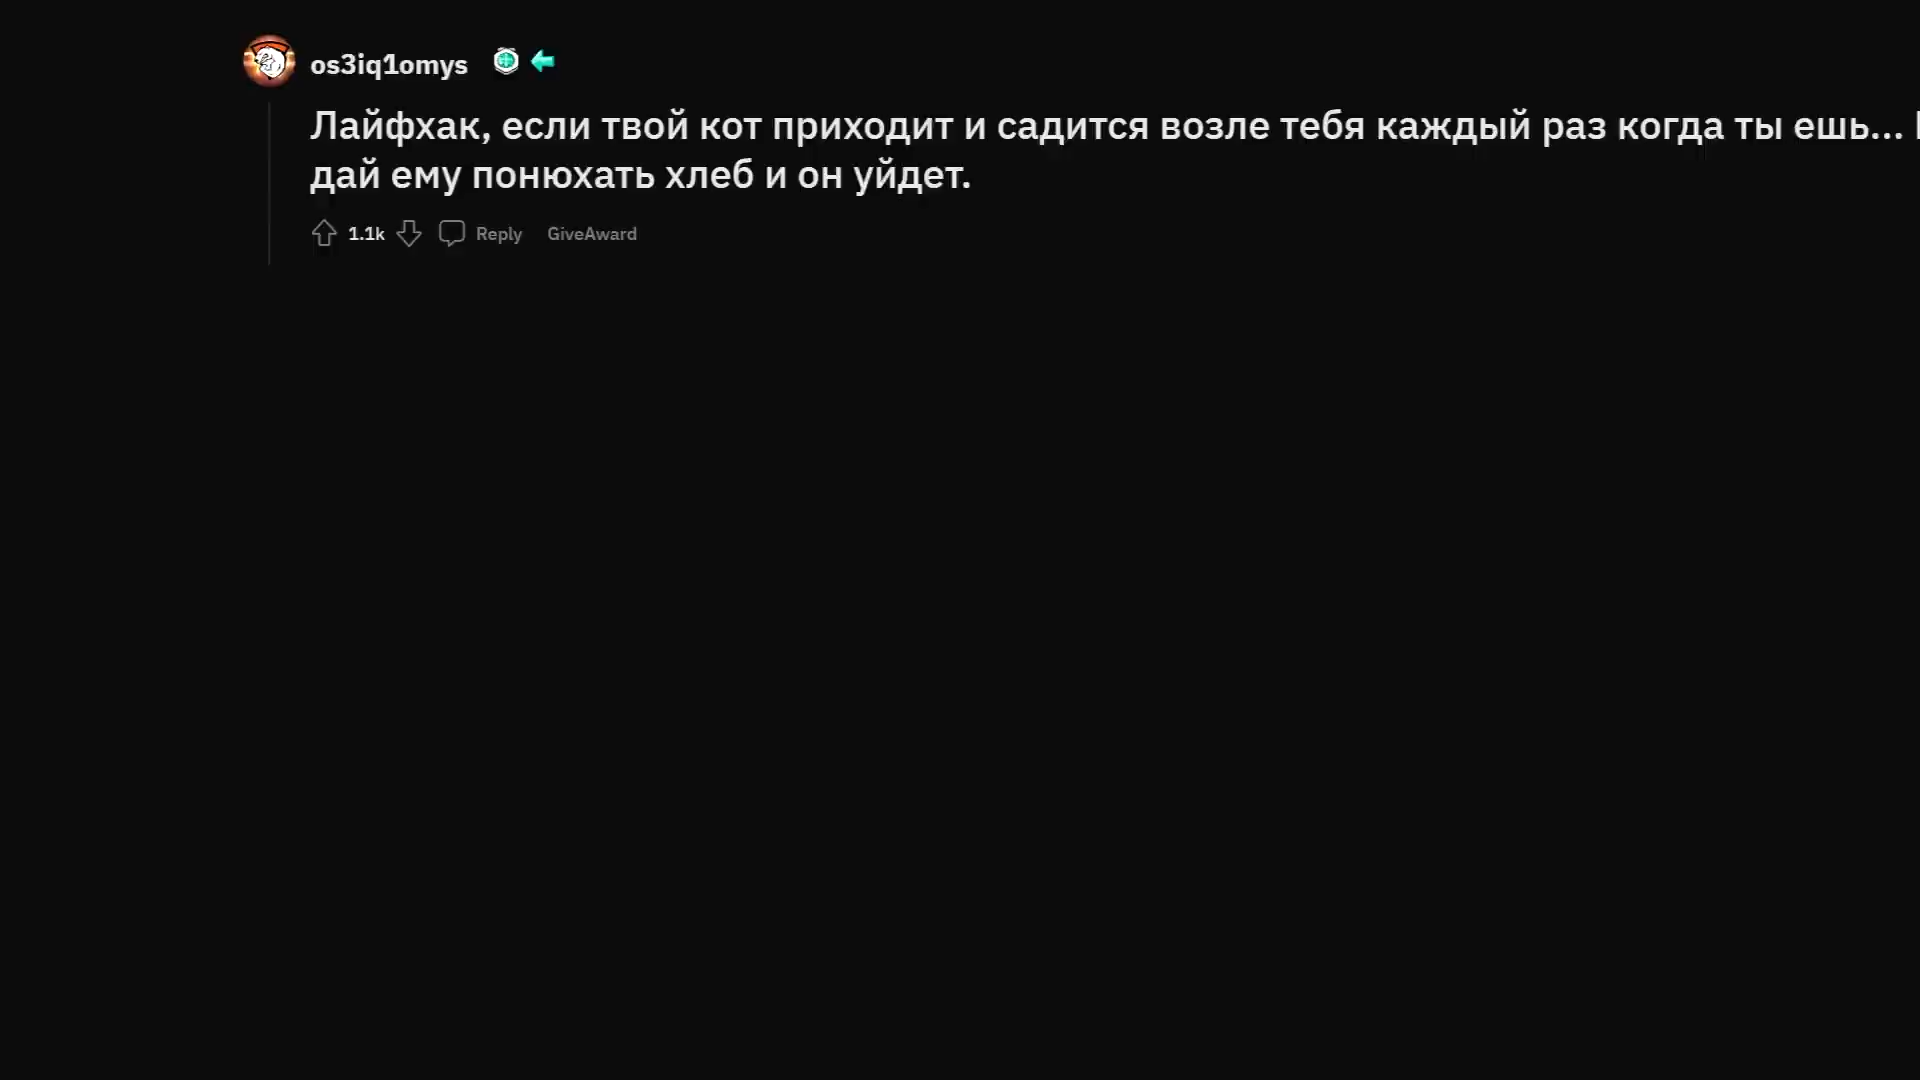 os3iq1omys
Лайфхак, если твой кот приходит и садится возле тебя каждый раз когда ты ешь...
дай ему понюхать хлеб и он уйдет.
1.1k Reply GiveAward